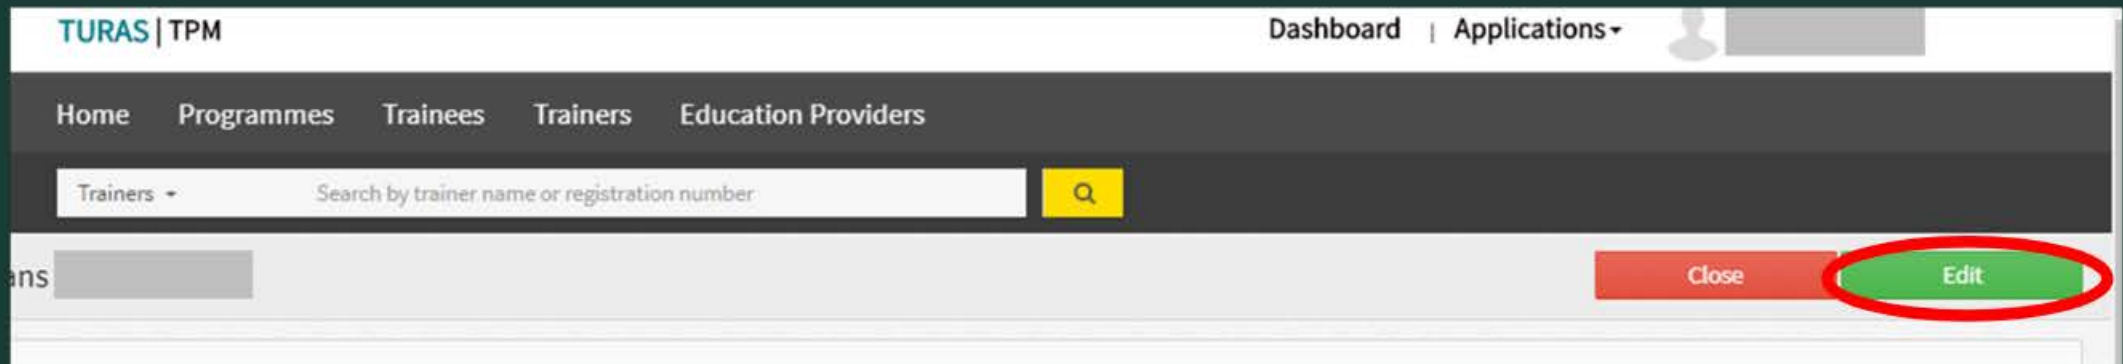 TURAS | TPM
Dashboard | Applications
Home Programmes Trainees Trainers Education Providers
Trainers Search by trainer name or registration number
ans Close Edit